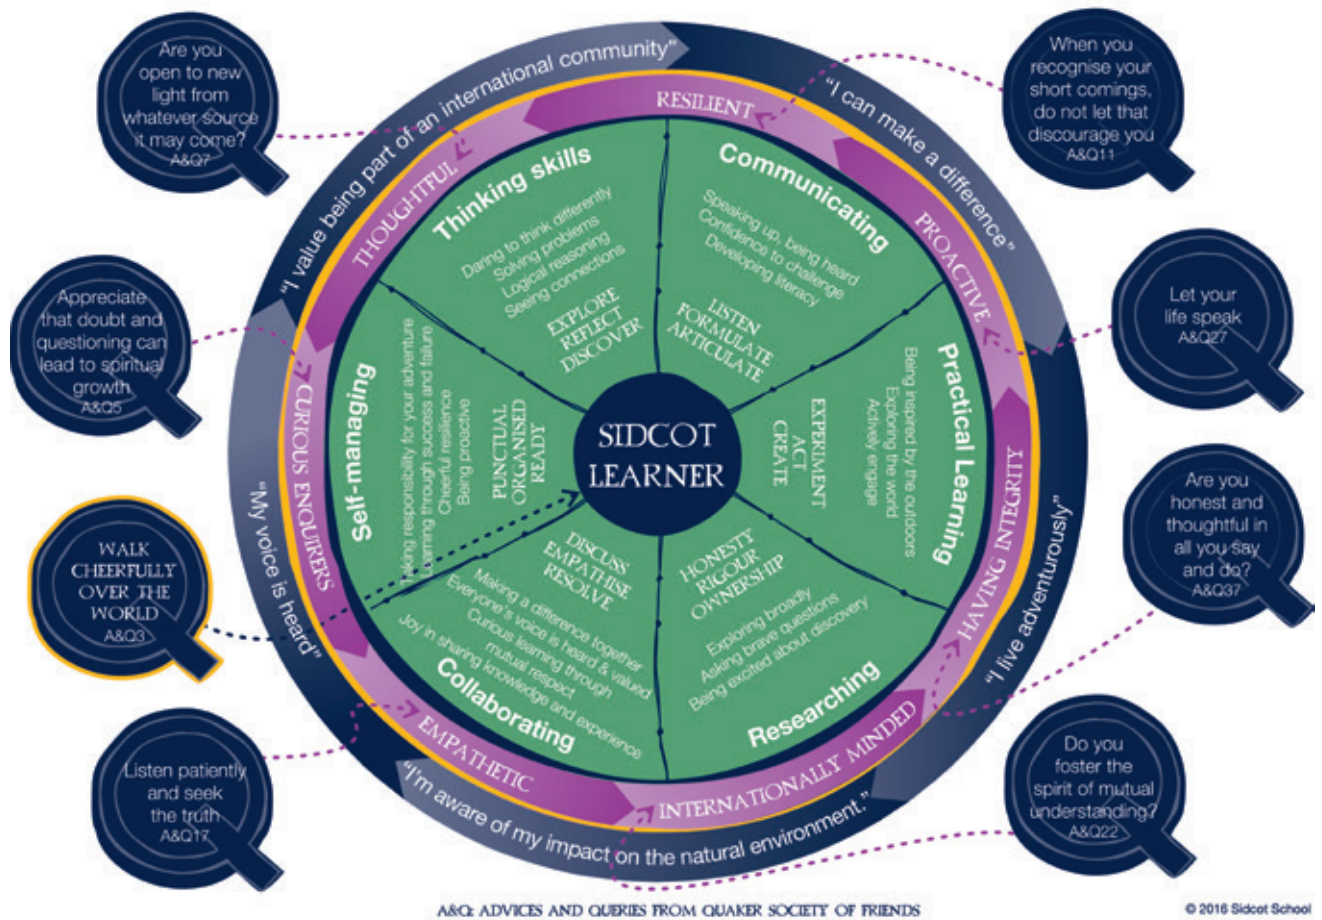 Are you
open to new
light from
whatever source
it may come?
A&Q7
Appreciate
that doubt and
questioning can
lead to spiritual
growth
A&Q5
WALK
CHEERFULLY
OVER THE
WORLD
A&Q3
Listen patiently
and seek
the truth
A&Q17
When you
recognise your
short comings,
do not let that
discourage you
A&Q11
Let your
life speak
A&Q27
Are you
honest and
thoughtful in
all you say
and do?
A&Q37
Do you
foster the
spirit of mutual
understanding?
A&Q22
"I value being part of an international community"
"I can make a difference"
"I live adventurously"
"I'm aware of my impact on the natural environment."
"My voice is heard"
RESILIENT
PROACTIVE
HAVING INTEGRITY
INTERNATIONALLY MINDED
EMPATHETIC
CURIOUS ENQUIRERS
THOUGHTFUL
Thinking skills
Daring to think differently
Solving problems
Logical reasoning
Seeing connections
EXPLORE
REFLECT
DISCOVER
Communicating
Speaking up, being heard
Confidence to challenge
Developing literacy
LISTEN
FORMULATE
ARTICULATE
Practical Learning
Being inspired by the outdoors
Exploring the world
Actively engage
EXPERIMENT
ACT
CREATE
Researching
HONESTY
RIGOUR
OWNERSHIP
Exploring broadly
Asking brave questions
Being excited about discovery
Collaborating
DISCUSS
EMPATHISE
RESOLVE
Making a difference together
Everyone's voice is heard & valued
Curious learning through
mutual respect
Joy in sharing knowledge and experience
Self-managing
Taking responsibility for your adventure
Learning through success and failure
Cheerful resilience
Being proactive
PUNCTUAL
ORGANISED
READY
SIDCOT
LEARNER
A&Q: ADVICES AND QUERIES FROM QUAKER SOCIETY OF FRIENDS
© 2016 Sidcot School